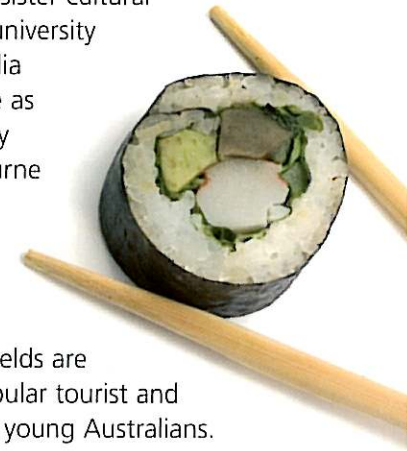 sister cultural
university
lia
e as
y
urne
elds are
pular tourist and
young Australians.